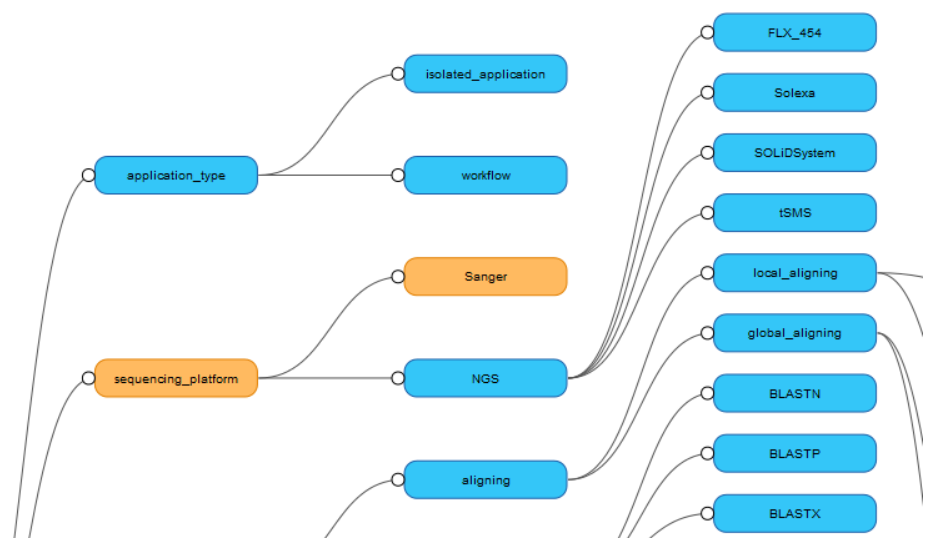 FLX_454
isolated_application
Solexa
SOLiDSystem
application_type
workflow
tSMS
Sanger
local_aligning
global_aligning
sequencing_platform
NGS
BLASTN
BLASTP
aligning
BLASTX